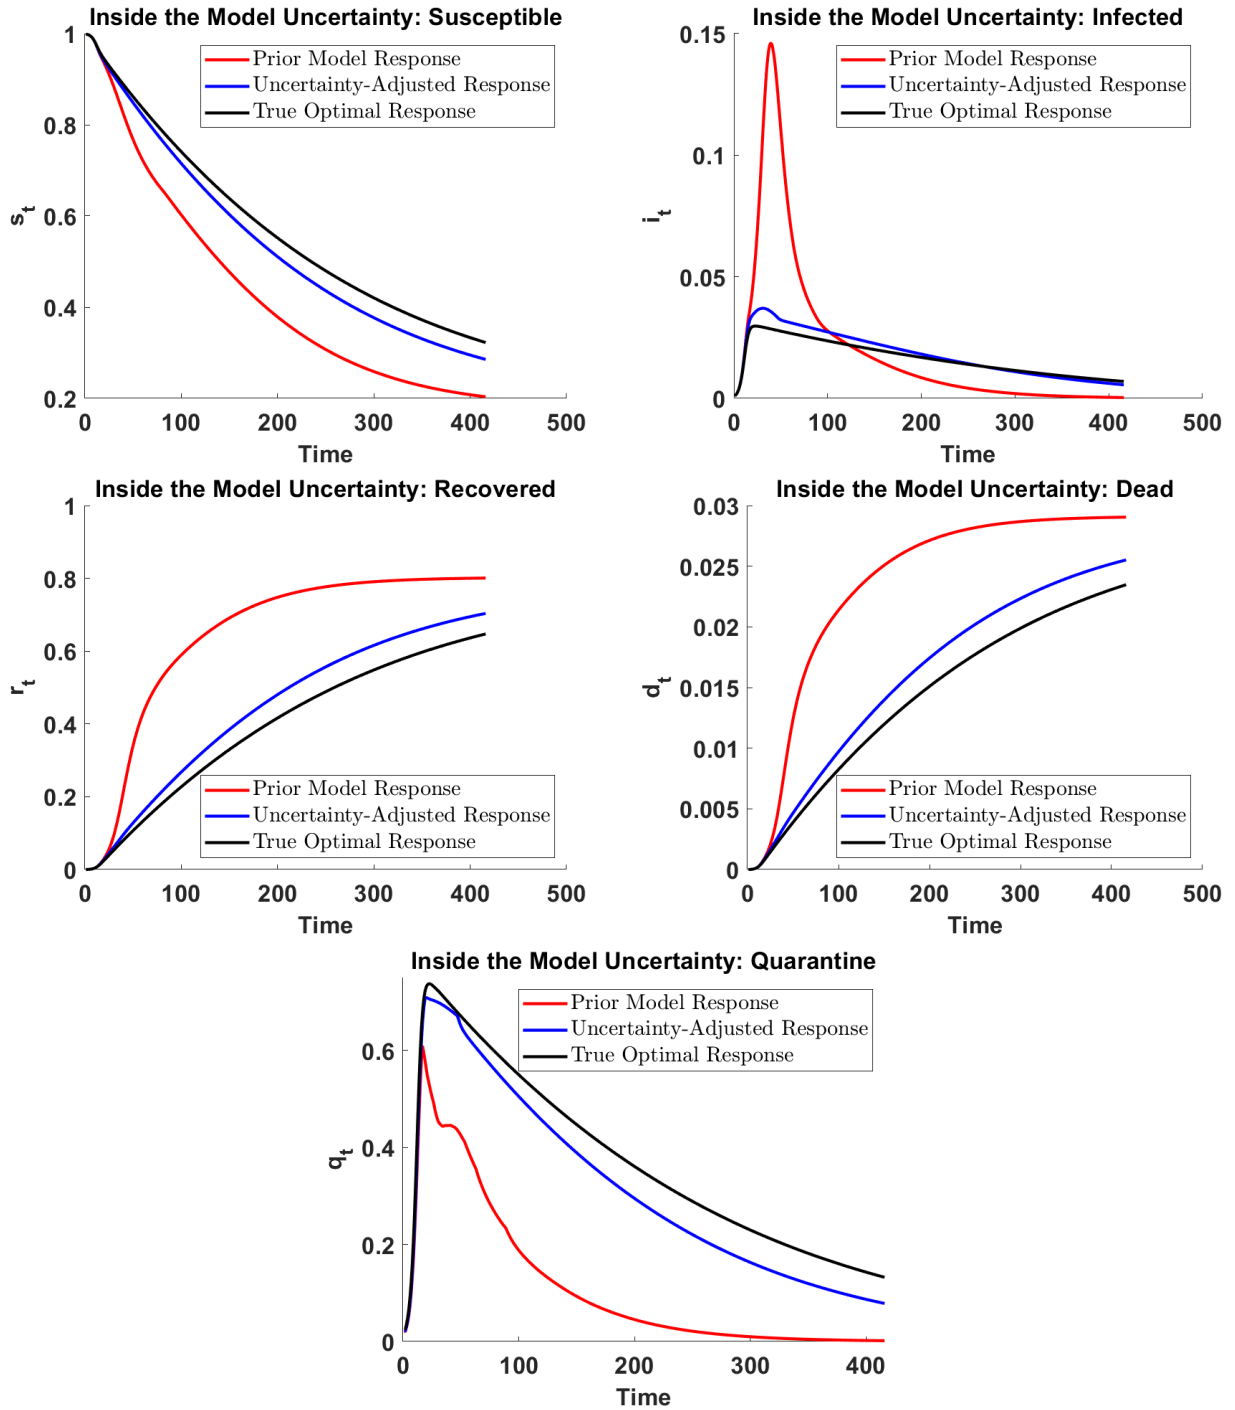 Inside the Model Uncertainty: Susceptible
1
0.8
0.6
0.4
0.2
s_t
Prior Model Response
Uncertainty-Adjusted Response
True Optimal Response
0 100 200 300 400 500
Time
Inside the Model Uncertainty: Infected
0.15
0.1
0.05
0
i_t
Prior Model Response
Uncertainty-Adjusted Response
True Optimal Response
0 100 200 300 400 500
Time
Inside the Model Uncertainty: Recovered
1
0.8
0.6
0.4
0.2
0
r_t
Prior Model Response
Uncertainty-Adjusted Response
True Optimal Response
0 100 200 300 400 500
Time
Inside the Model Uncertainty: Dead
0.03
0.025
0.02
0.015
0.01
0.005
0
d_t
Prior Model Response
Uncertainty-Adjusted Response
True Optimal Response
0 100 200 300 400 500
Time
Inside the Model Uncertainty: Quarantine
0.6
0.4
0.2
0
q_t
Prior Model Response
Uncertainty-Adjusted Response
True Optimal Response
0 100 200 300 400
Time